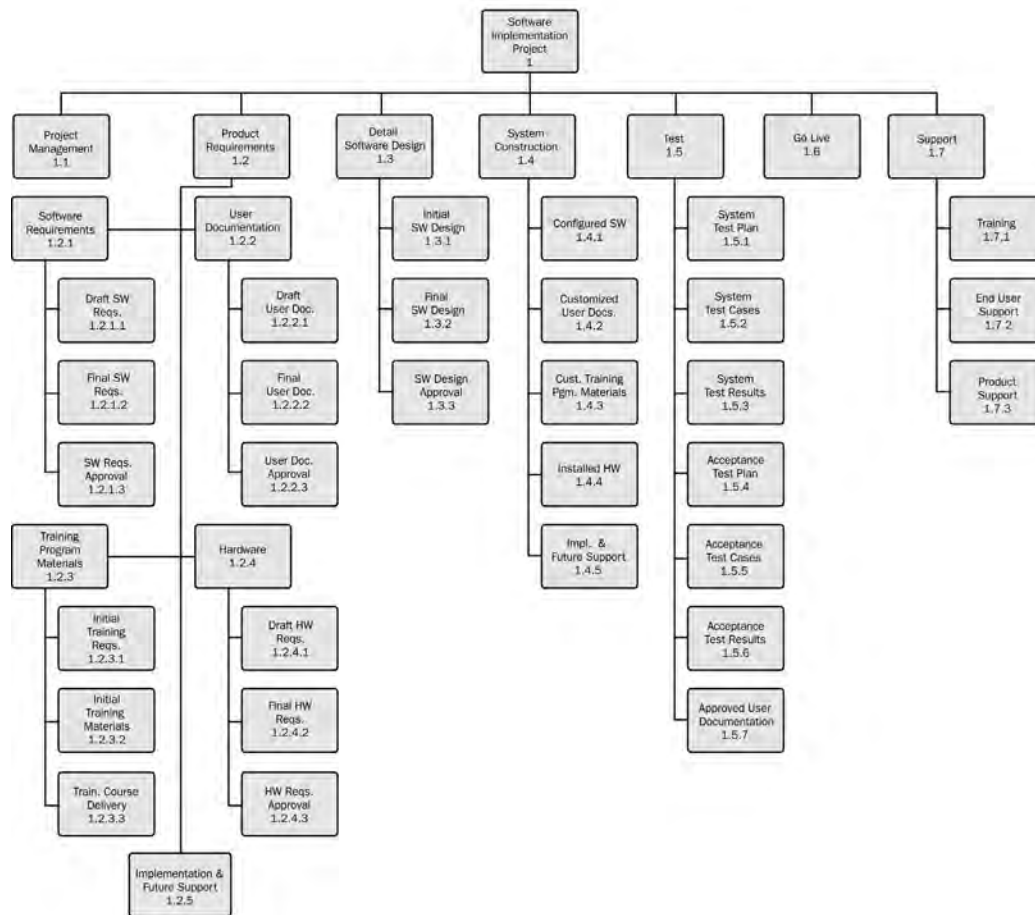 Software
Implementation
Project
1
Project
Management
1.1
Product
Requirements
1.2
Detail
Software Design
1.3
System
Construction
1.4
Test
1.5
Go Live
1.6
Support
1.7
Software
Requirements
1.2.1
User
Documentation
1.2.2
Initial
SW Design
1.3.1
Configured SW
1.4.1
System
Test Plan
1.5.1
Training
1.7.1
Draft SW
Reqs.
1.2.1.1
Draft
User Doc.
1.2.2.1
Final
SW Design
1.3.2
Customized
User Docs.
1.4.2
System
Test Cases
1.5.2
End User
Support
1.7.2
Final SW
Reqs.
1.2.1.2
Final
User Doc.
1.2.2.2
SW Design
Approval
1.3.3
Cust. Training
Pgm. Materials
1.4.3
System
Test Results
1.5.3
Product
Support
1.7.3
SW Reqs.
Approval
1.2.1.3
User Doc.
Approval
1.2.2.3
Installed HW
1.4.4
Acceptance
Test Plan
1.5.4
Training
Program
Materials
1.2.3
Hardware
1.2.4
Impl. &
Future Support
1.4.5
Acceptance
Test Cases
1.5.5
Initial
Training
Reqs.
1.2.3.1
Draft HW
Reqs.
1.2.4.1
Acceptance
Test Results
1.5.6
Initial
Training
Materials
1.2.3.2
Final HW
Reqs.
1.2.4.2
Approved User
Documentation
1.5.7
Train. Course
Delivery
1.2.3.3
HW Reqs.
Approval
1.2.4.3
Implementation &
Future Support
1.2.5